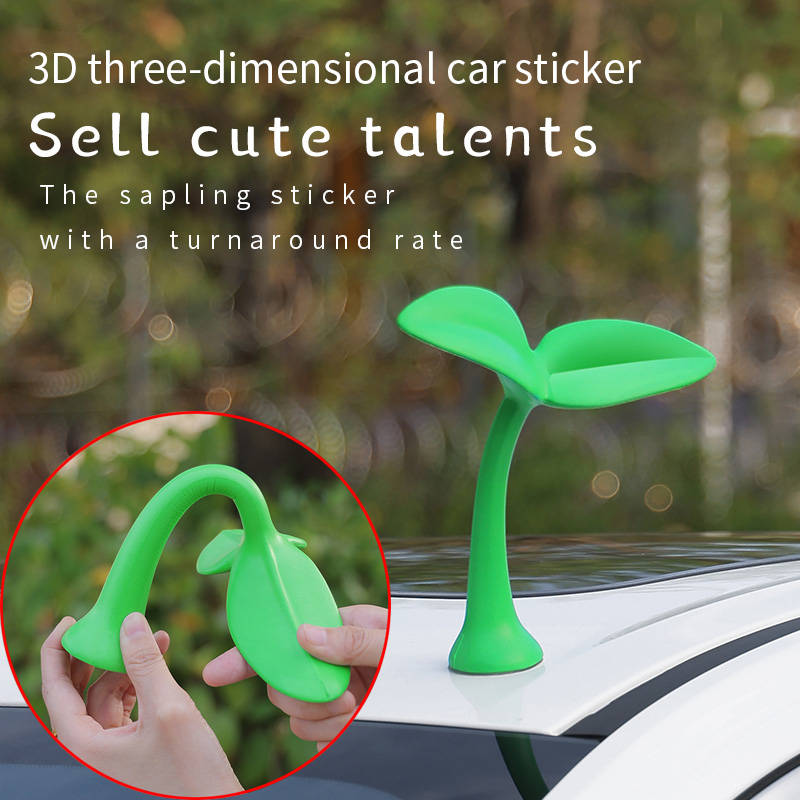 3D three-dimensional car sticker
Sell cute talents
The sapling sticker
with a turnaround rate